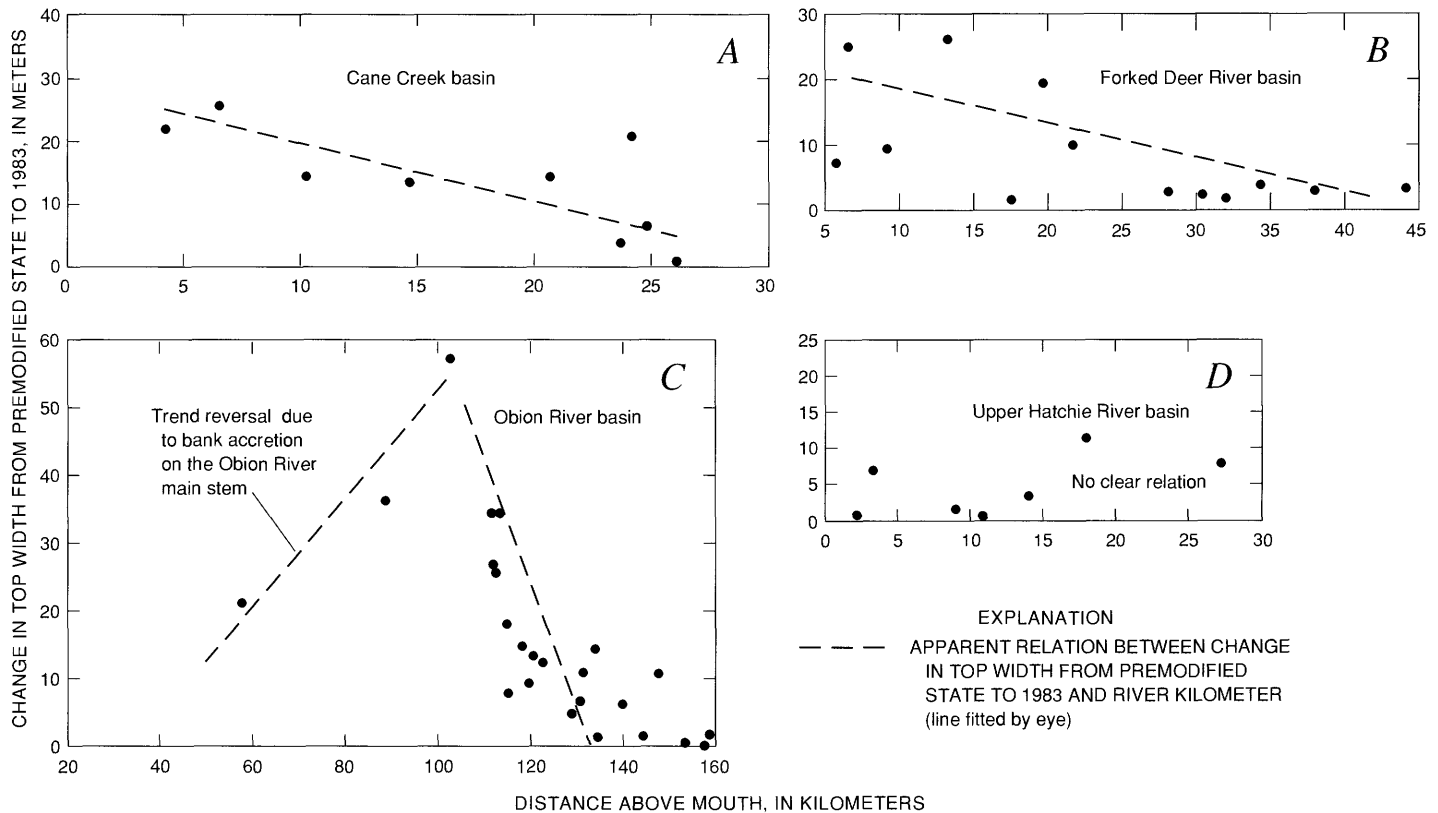 CHANGE IN TOP WIDTH FROM PREMODIFIED STATE TO 1983, IN METERS
40
30
20
10
0
0 5 10 15 20 25 30
A
Cane Creek basin
30
20
10
0
5 10 15 20 25 30 35 40 45
B
Forked Deer River basin
60
50
40
30
20
10
0
20 40 60 80 100 120 140 160
C
Obion River basin
Trend reversal due
to bank accretion
on the Obion River
main stem
25
20
15
10
5
0
0 5 10 15 20 25 30
D
Upper Hatchie River basin
No clear relation
EXPLANATION
APPARENT RELATION BETWEEN CHANGE
IN TOP WIDTH FROM PREMODIFIED
STATE TO 1983 AND RIVER KILOMETER
(line fitted by eye)
DISTANCE ABOVE MOUTH, IN KILOMETERS